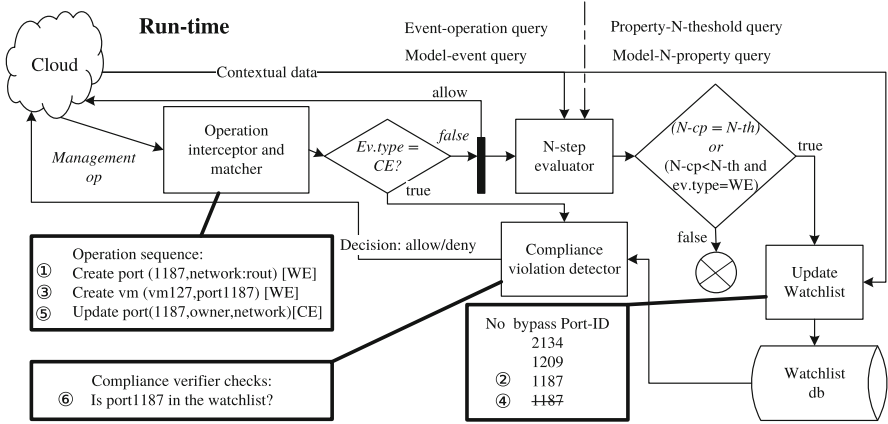 Run-time
Event-operation query
Model-event query
Property-N-theshold query
Model-N-property query
Cloud
Contextual data
allow
Management
op
Operation
interceptor and
matcher
Ev.type =
CE?
false
true
N-step
evaluator
(N-cp = N-th)
or
(N-cp<N-th and
ev.type=WE)
true
false
Decision: allow/deny
Compliance
violation detector
Update
Watchlist
Operation sequence:
① Create port (1187,network:rout) [WE]
③ Create vm (vm127,port1187) [WE]
⑤ Update port(1187,owner,network)[CE]
No bypass Port-ID
2134
1209
② 1187
④ 1187
Watchlist
db
Compliance verifier checks:
⑥ Is port1187 in the watchlist?